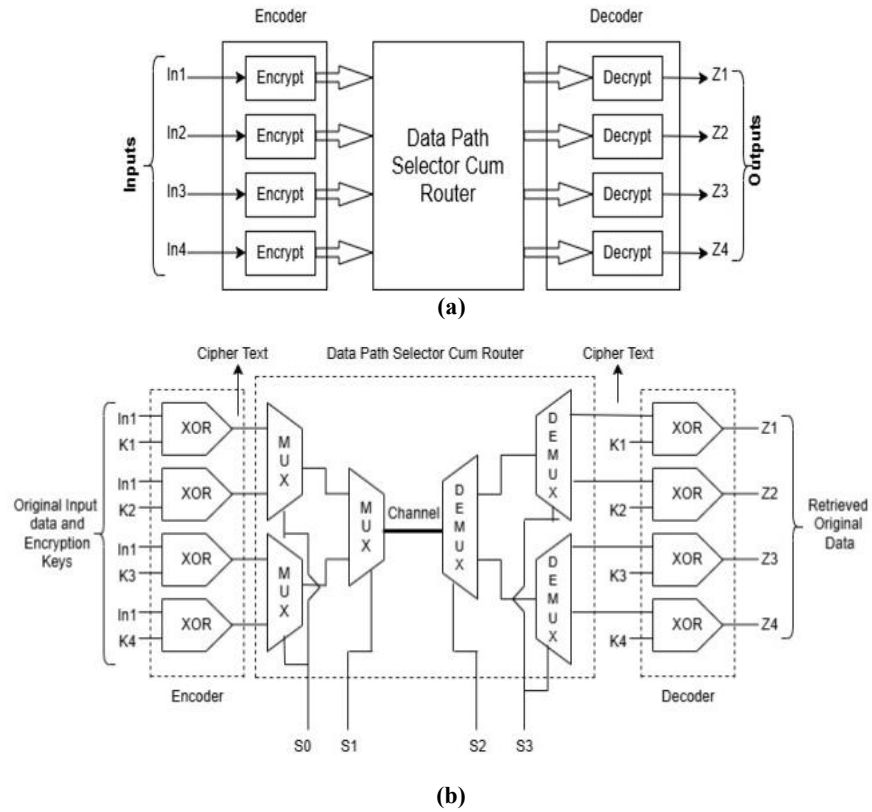 Encoder
Decoder
In1
Encrypt
Decrypt
Z1
In2
Encrypt
Decrypt
Z2
Inputs
Data Path
Selector Cum
Router
Outputs
In3
Encrypt
Decrypt
Z3
In4
Encrypt
Decrypt
Z4
(a)
Cipher Text
Data Path Selector Cum Router
Cipher Text
In1
K1
XOR
MUX
DEMUX
K1
XOR
Z1
In1
K2
XOR
K2
XOR
Z2
Original Input
data and
Encryption
Keys
MUX
Channel
DEMUX
Retrieved
Original
Data
In1
K3
XOR
MUX
DEMUX
K3
XOR
Z3
In1
K4
XOR
K4
XOR
Z4
Encoder
Decoder
S0
S1
S2
S3
(b)